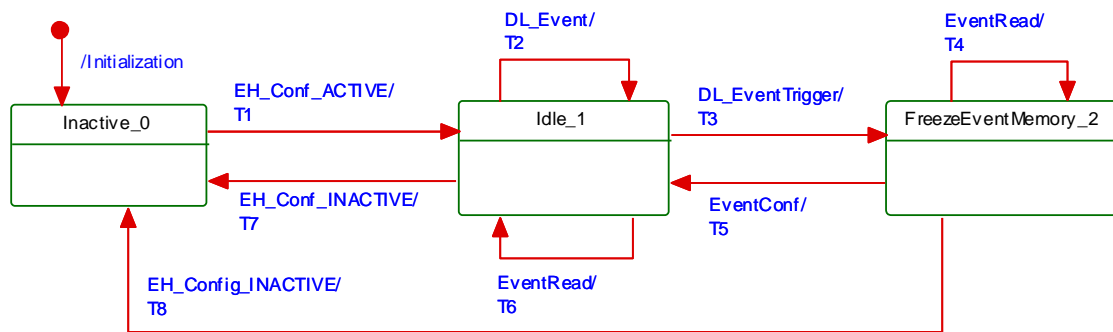 DL_Event/
T2
EventRead/
T4
/Initialization
EH_Conf_ACTIVE/
T1
DL_EventTrigger/
T3
Inactive_0
Idle_1
FreezeEventMemory_2
EH_Conf_INACTIVE/
T7
EventConf/
T5
EH_Config_INACTIVE/
T8
EventRead/
T6